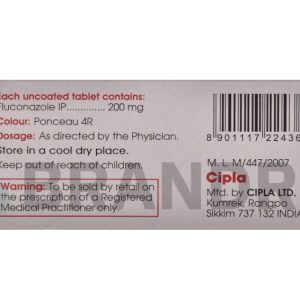 Each uncoated tablet contains:
Fluconazole IP............... 200 mg
Colour: Ponceau 4R
Dosage: As directed by the Physician.
Store in a cool dry place.
Keep out of reach of children.
Warning: To be sold by retail on
the prescription of a Registered
Medical Practitioner only.
8 901117 22436
M. L. M/447/2007
Cipla
Mfd. by CIPLA LTD.
Kumrek, Rangpo
Sikkim 737 132 INDIA